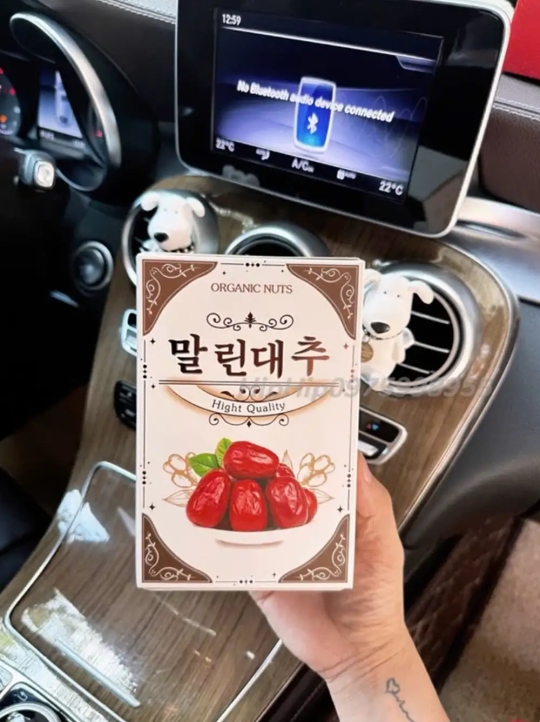 12:59
No Bluetooth audio device connected
22°C
A/C
22°C
ORGANIC NUTS
말린대추
Hight Quality